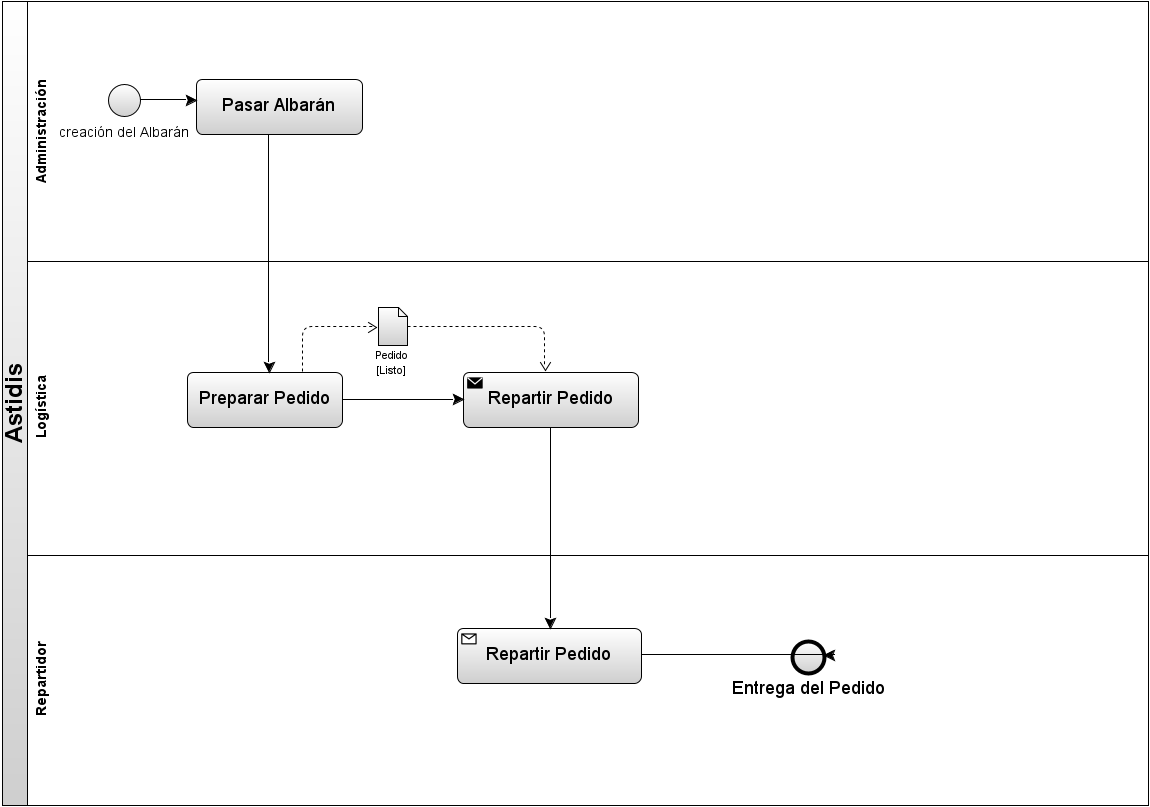 Astidis
Administración
creación del Albarán
Pasar Albarán
Logística
Pedido
[Listo]
Preparar Pedido
Repartir Pedido
Repartidor
Repartir Pedido
Entrega del Pedido